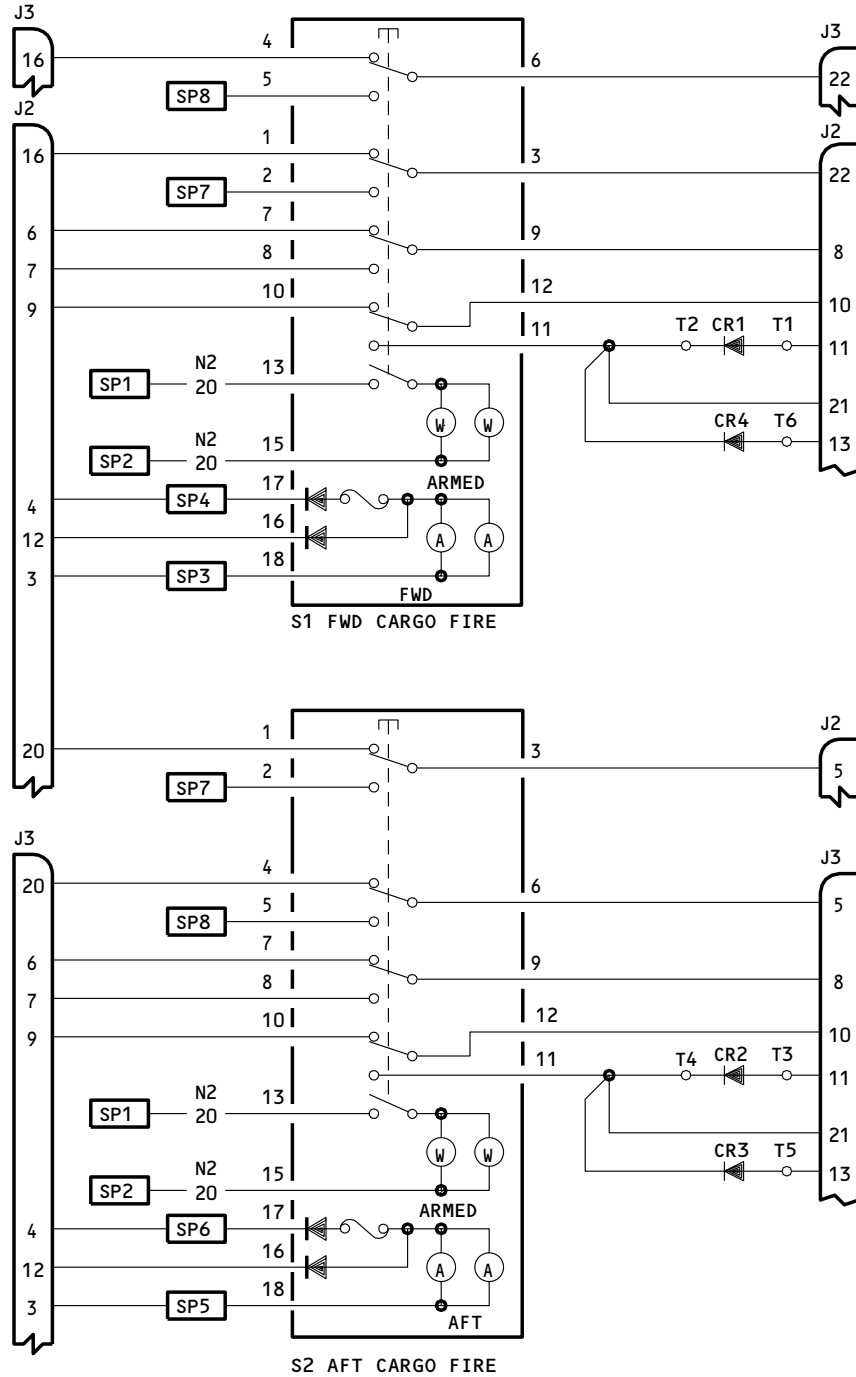 J3
J3
4
6
16
22
5
SP8
J2
J2
1
3
16
22
2
SP7
7
9
6
8
8
7
10
12
9
10
11
T2 CR1 T1
11
N2
13
SP1
20
21
W W
CR4 T6
N2
15
13
SP2
20
17
ARMED
4
SP4
16
12
A A
18
3
SP3
FWD
S1 FWD CARGO FIRE
J2
1
3
20
5
2
SP7
J3
J3
4
6
20
5
5
SP8
7
9
6
8
8
7
10
12
9
10
11
T4 CR2 T3
11
N2
13
SP1
20
21
W W
CR3 T5
N2
15
13
SP2
20
17
ARMED
4
SP6
16
12
A A
18
3
SP5
AFT
S2 AFT CARGO FIRE